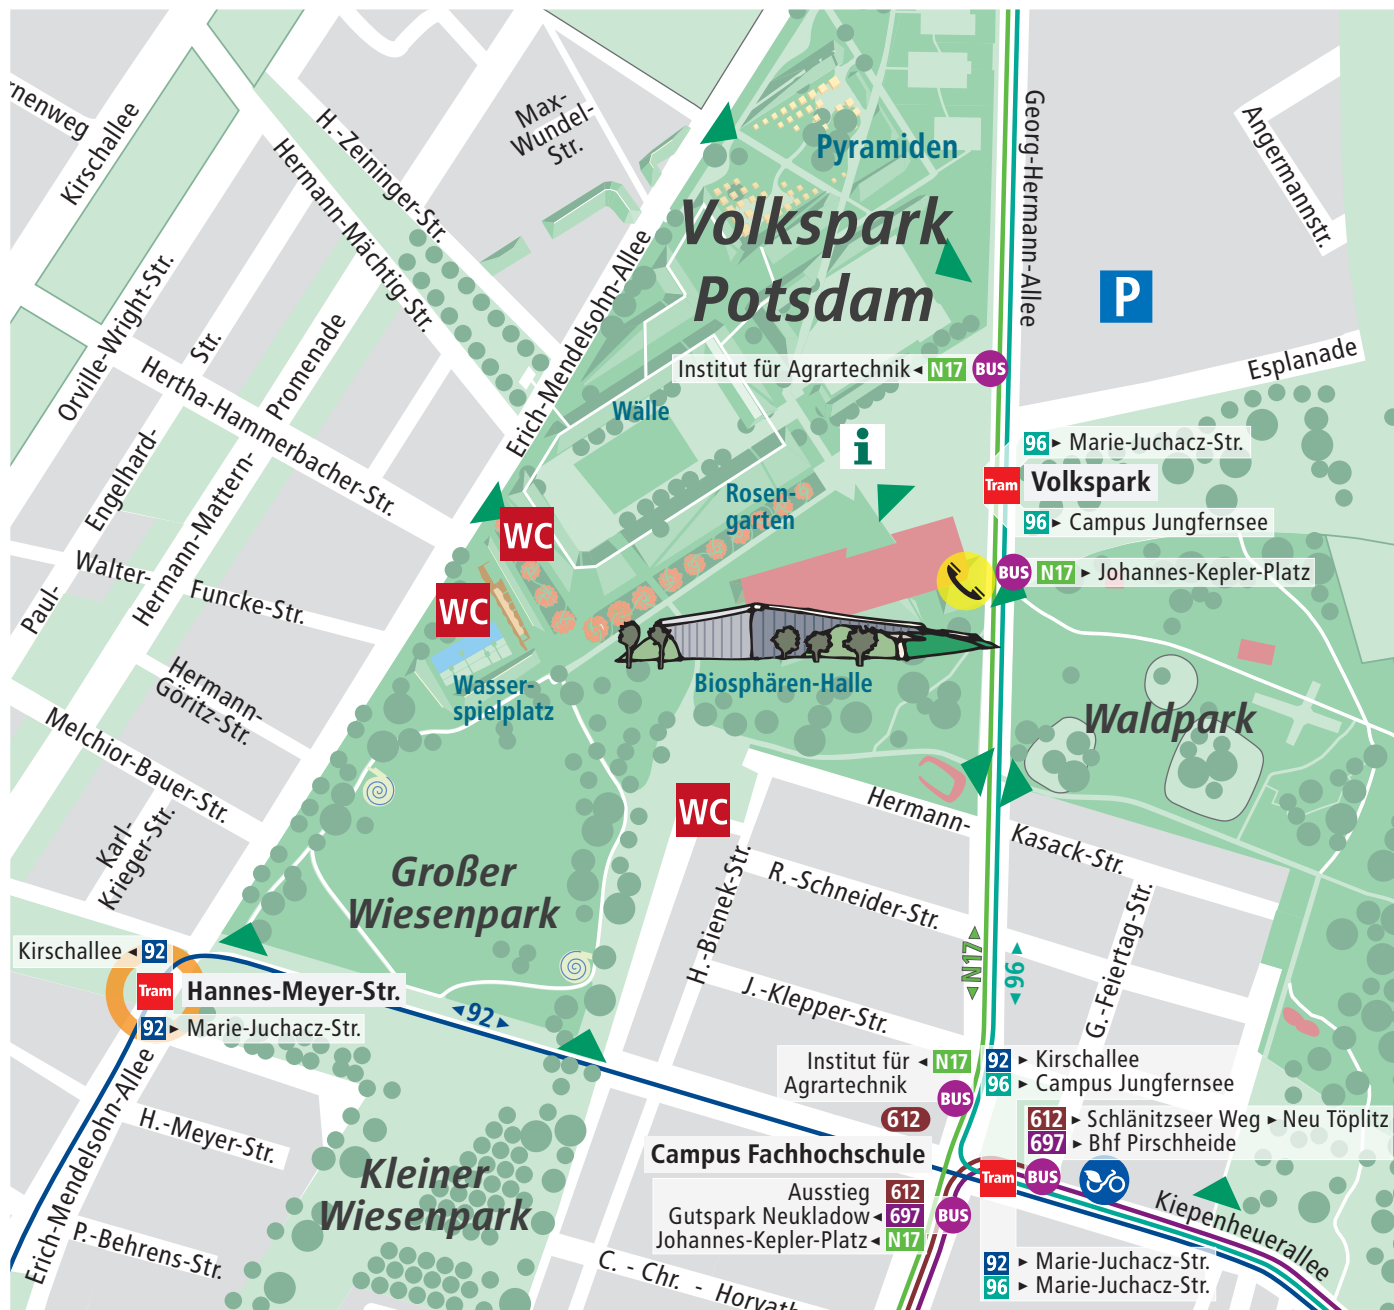 rnenweg
Kirschallee
H.-Zeininger-Str.
Hermann-Mächtig-Str.
Max-
Wundel-
Str.
Pyramiden
Volkspark
Potsdam
Georg-Hermann-Allee
Angermannstr.
P
Esplanade
Orville-Wright-Str.
Hertha-Hammerbacher-Str.
Paul-
Engelhard-
Str.
Hermann-Mattern-
Promenade
Erich-Mendelsohn-Allee
Institut für Agrartechnik ◂ N17 BUS
Wälle
i
96 ▸ Marie-Juchacz-Str.
Tram Volkspark
96 ▸ Campus Jungfernsee
Rosen-
garten
WC
WC
BUS N17 ▸ Johannes-Kepler-Platz
Walter-
Funcke-Str.
Hermann-
Göritz-Str.
Melchior-Bauer-Str.
Karl-
Krieger-Str.
Wasser-
spielplatz
Biosphären-Halle
Waldpark
WC
Hermann-
Kasack-Str.
R.-Schneider-Str.
H.-Bienek-Str.
J.-Klepper-Str.
G.-Feiertag-Str.
Großer
Wiesenpark
◂N17▸
◂96▸
Kirschallee ◂ 92
Tram Hannes-Meyer-Str.
92 ▸ Marie-Juchacz-Str.
◂92▸
Erich-Mendelsohn-Allee
H.-Meyer-Str.
P.-Behrens-Str.
Kleiner
Wiesenpark
Institut für ◂ N17
Agrartechnik
BUS
612
92 ▸ Kirschallee
96 ▸ Campus Jungfernsee
612 ▸ Schlänitzseer Weg ▸ Neu Töplitz
697 ▸ Bhf Pirschheide
Campus Fachhochschule
Tram BUS
Ausstieg 612
Gutspark Neukladow ◂ 697
Johannes-Kepler-Platz ◂ N17
BUS
Kiepenheuerallee
92 ▸ Marie-Juchacz-Str.
96 ▸ Marie-Juchacz-Str.
C. - Chr. - Horvath